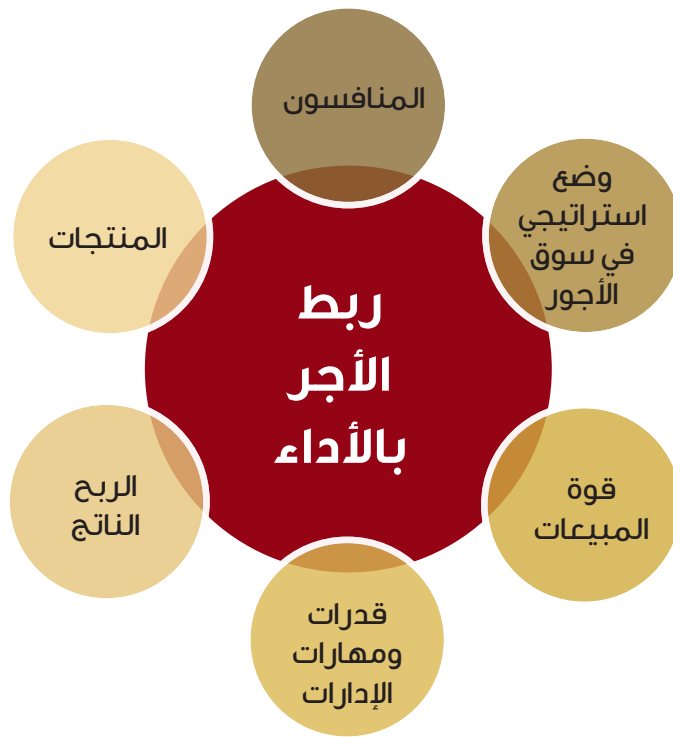 المنافسون
وضع
استراتيجي
في سوق
الأجور
المنتجات
ربط
الأجر
بالأداء
قوة
المبيعات
الربح
الناتج
قدرات
ومهارات
الإدارات